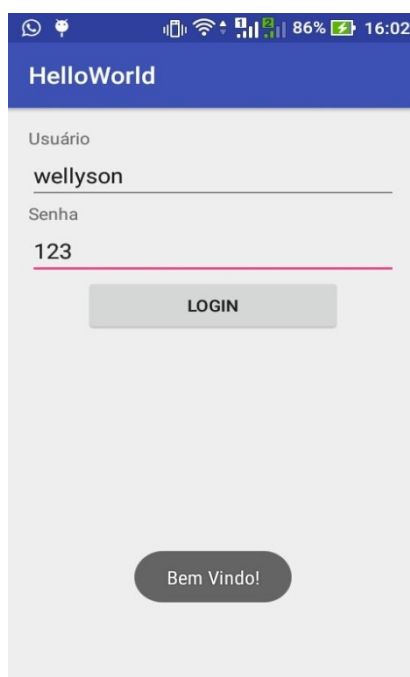 86% 16:02
HelloWorld
Usuário
wellyson
Senha
123
LOGIN
Bem Vindo!